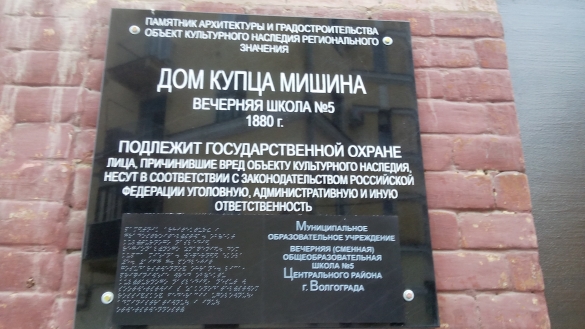 ПАМЯТНИК АРХИТЕКТУРЫ И ГРАДОСТРОИТЕЛЬСТВА
ОБЪЕКТ КУЛЬТУРНОГО НАСЛЕДИЯ РЕГИОНАЛЬНОГО
ЗНАЧЕНИЯ
ДОМ КУПЦА МИШИНА
ВЕЧЕРНЯЯ ШКОЛА №5
1880 г.
ПОДЛЕЖИТ ГОСУДАРСТВЕННОЙ ОХРАНЕ
ЛИЦА, ПРИЧИНИВШИЕ ВРЕД ОБЪЕКТУ КУЛЬТУРНОГО НАСЛЕДИЯ,
НЕСУТ В СООТВЕТСТВИИ С ЗАКОНОДАТЕЛЬСТВОМ РОССИЙСКОЙ
ФЕДЕРАЦИИ УГОЛОВНУЮ, АДМИНИСТРАТИВНУЮ И ИНУЮ
ОТВЕТСТВЕННОСТЬ
МУНИЦИПАЛЬНОЕ
ОБРАЗОВАТЕЛЬНОЕ УЧРЕЖДЕНИЕ
ВЕЧЕРНЯЯ (СМЕННАЯ)
ОБЩЕОБРАЗОВАТЕЛЬНАЯ
ШКОЛА №5
ЦЕНТРАЛЬНОГО РАЙОНА
Г. ВОЛГОГРАДА